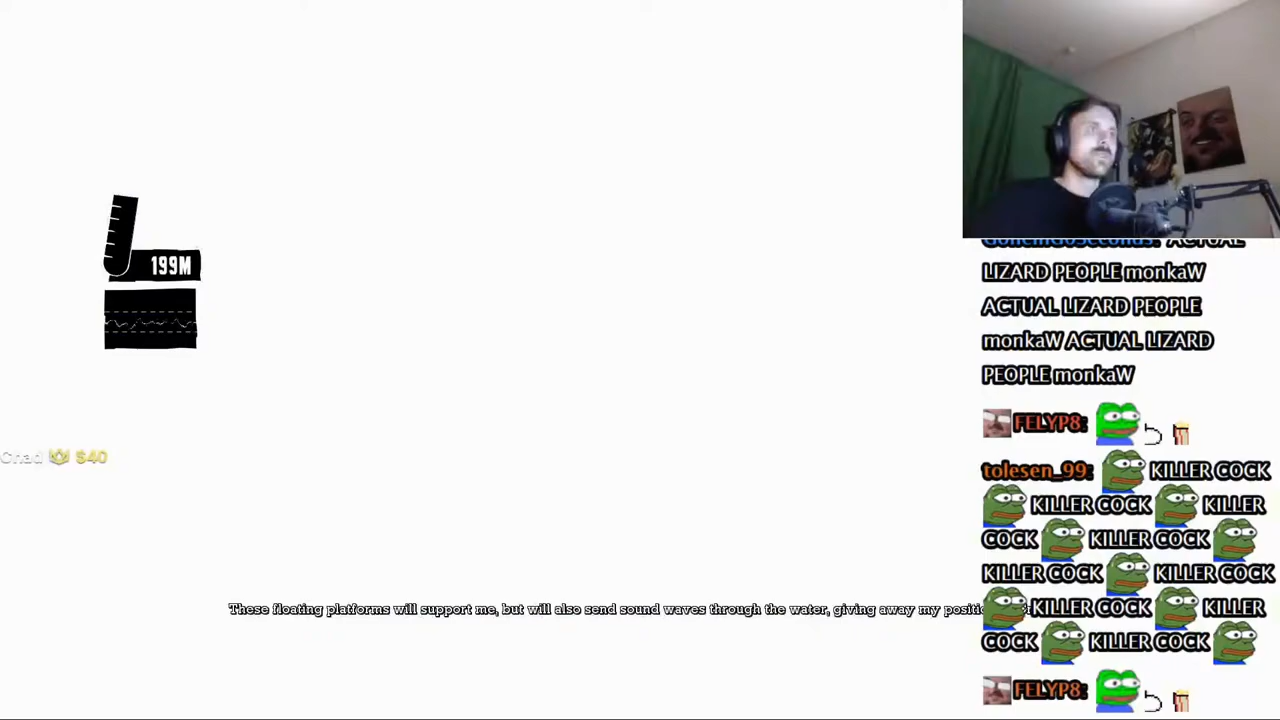 199M
Chad $40
These floating platforms will support me, but will also send sound waves through the water, giving away my
GonemGoSeconds: ACTUAL
LIZARD PEOPLE monkaW
ACTUAL LIZARD PEOPLE
monkaW ACTUAL LIZARD
PEOPLE monkaW
FELYP8:
tolesen_99: KILLER COCK
KILLER COCK KILLER
COCK KILLER COCK
KILLER COCK KILLER COCK
KILLER COCK KILLER
COCK KILLER COCK
FELYP8: